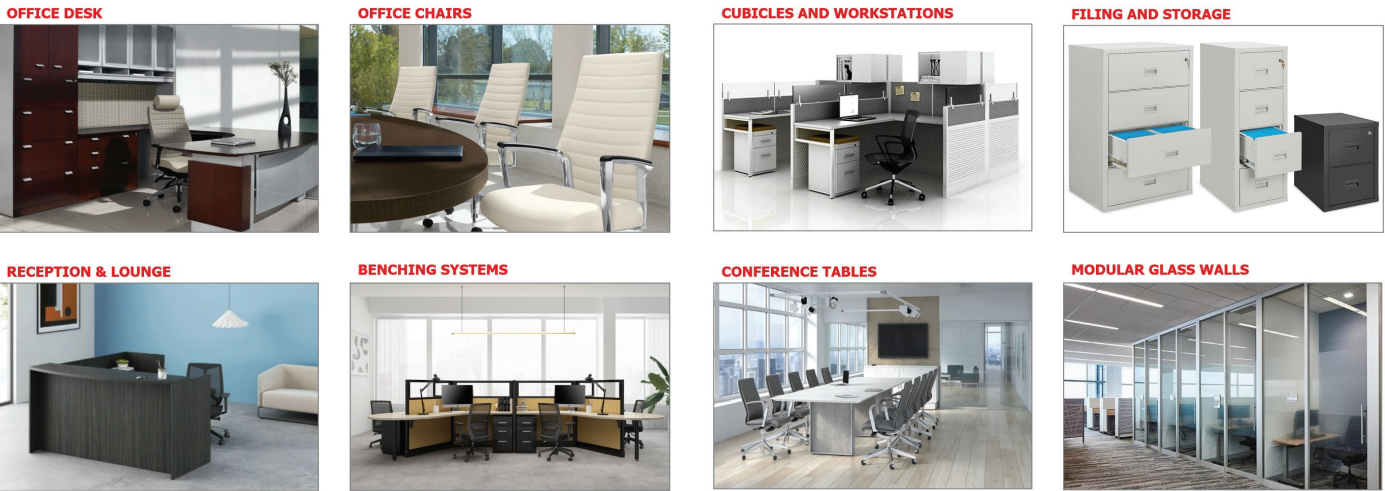 OFFICE DESK
OFFICE CHAIRS
CUBICLES AND WORKSTATIONS
FILING AND STORAGE
RECEPTION & LOUNGE
BENCHING SYSTEMS
CONFERENCE TABLES
MODULAR GLASS WALLS